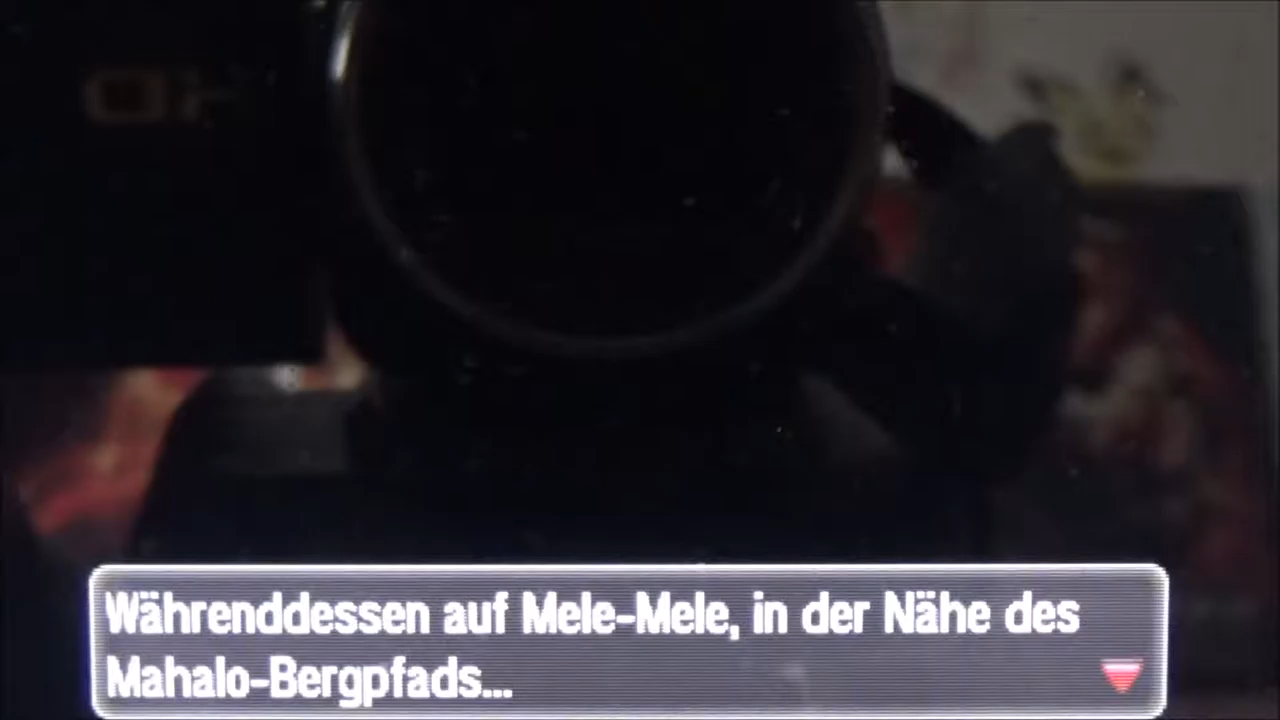 Währenddessen auf Mele-Mele, in der Nähe des
Mahalo-Bergpfads...